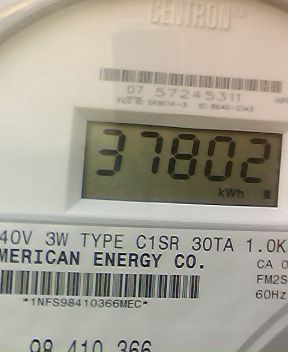 CENTRON®
07 57245311
37802
kWh
40V 3W TYPE C1SR 30TA 1.0K
MERICAN ENERGY CO.
CA 0
FM2S
60Hz
*1NFS98410366MEC*
98 410 366